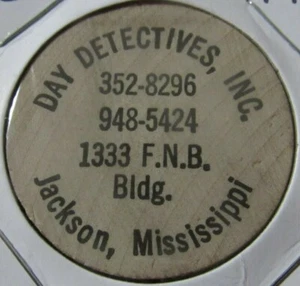 DAY DETECTIVES, INC.
352-8296
948-5424
1333 F.N.B.
Bldg.
Jackson, Mississippi